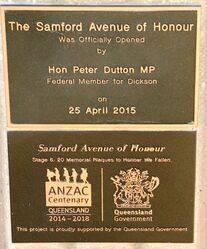 The Samford Avenue of Honour
Was Officially Opened
by
Hon Peter Dutton MP
Federal Member for Dickson
on
25 April 2015
Samford Avenue of Honour
Stage 6. 20 Memorial Plaques to Honour the Fallen.
ANZAC
Centenary
QUEENSLAND
2014 – 2018
Queensland
Government
This project is proudly supported by the Queensland Government